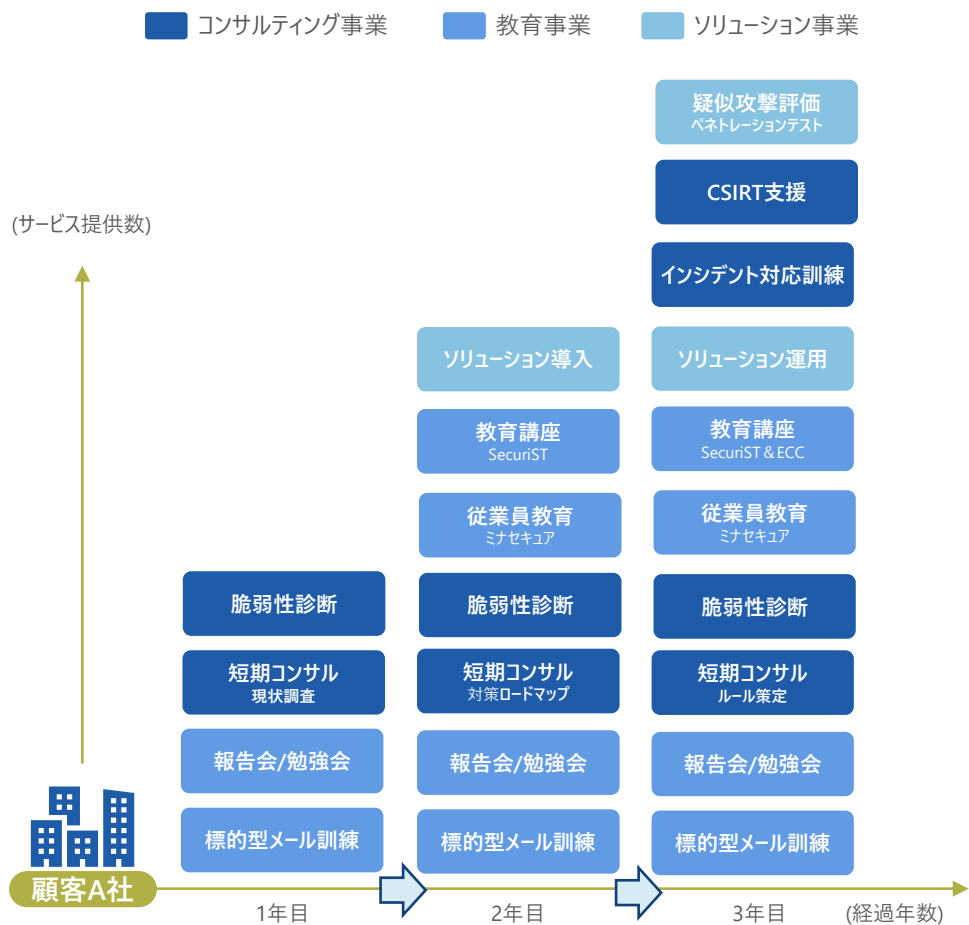 コンサルティング事業
教育事業
ソリューション事業
(サービス提供数)
疑似攻撃評価
ペネトレーションテスト
CSIRT支援
インシデント対応訓練
ソリューション導入
ソリューション運用
教育講座
SecuriST
教育講座
SecuriST & ECC
従業員教育
ミナセキュア
従業員教育
ミナセキュア
脆弱性診断
脆弱性診断
脆弱性診断
短期コンサル
現状調査
短期コンサル
対策ロードマップ
短期コンサル
ルール策定
報告会/勉強会
報告会/勉強会
報告会/勉強会
標的型メール訓練
標的型メール訓練
標的型メール訓練
顧客A社
1年目
2年目
3年目
(経過年数)